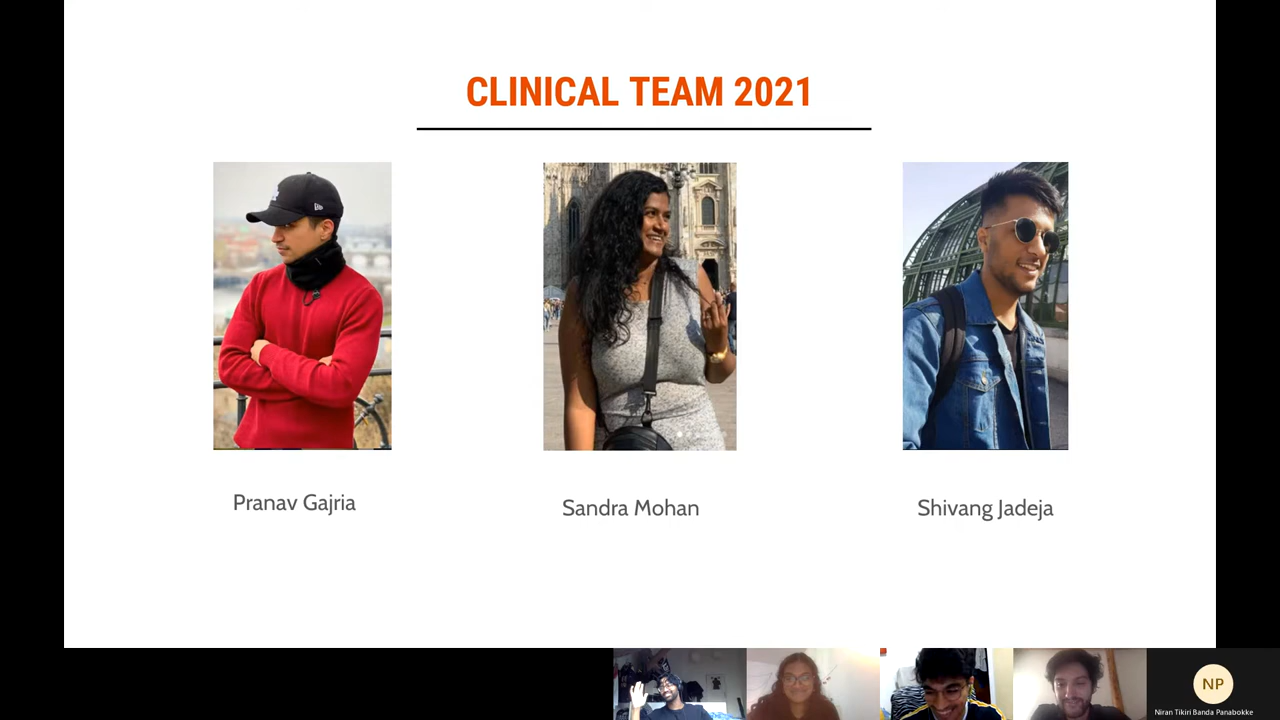 CLINICAL TEAM 2021
Pranav Gajria
Sandra Mohan
Shivang Jadeja
NP
Niran Tikiri Banda Panabokke